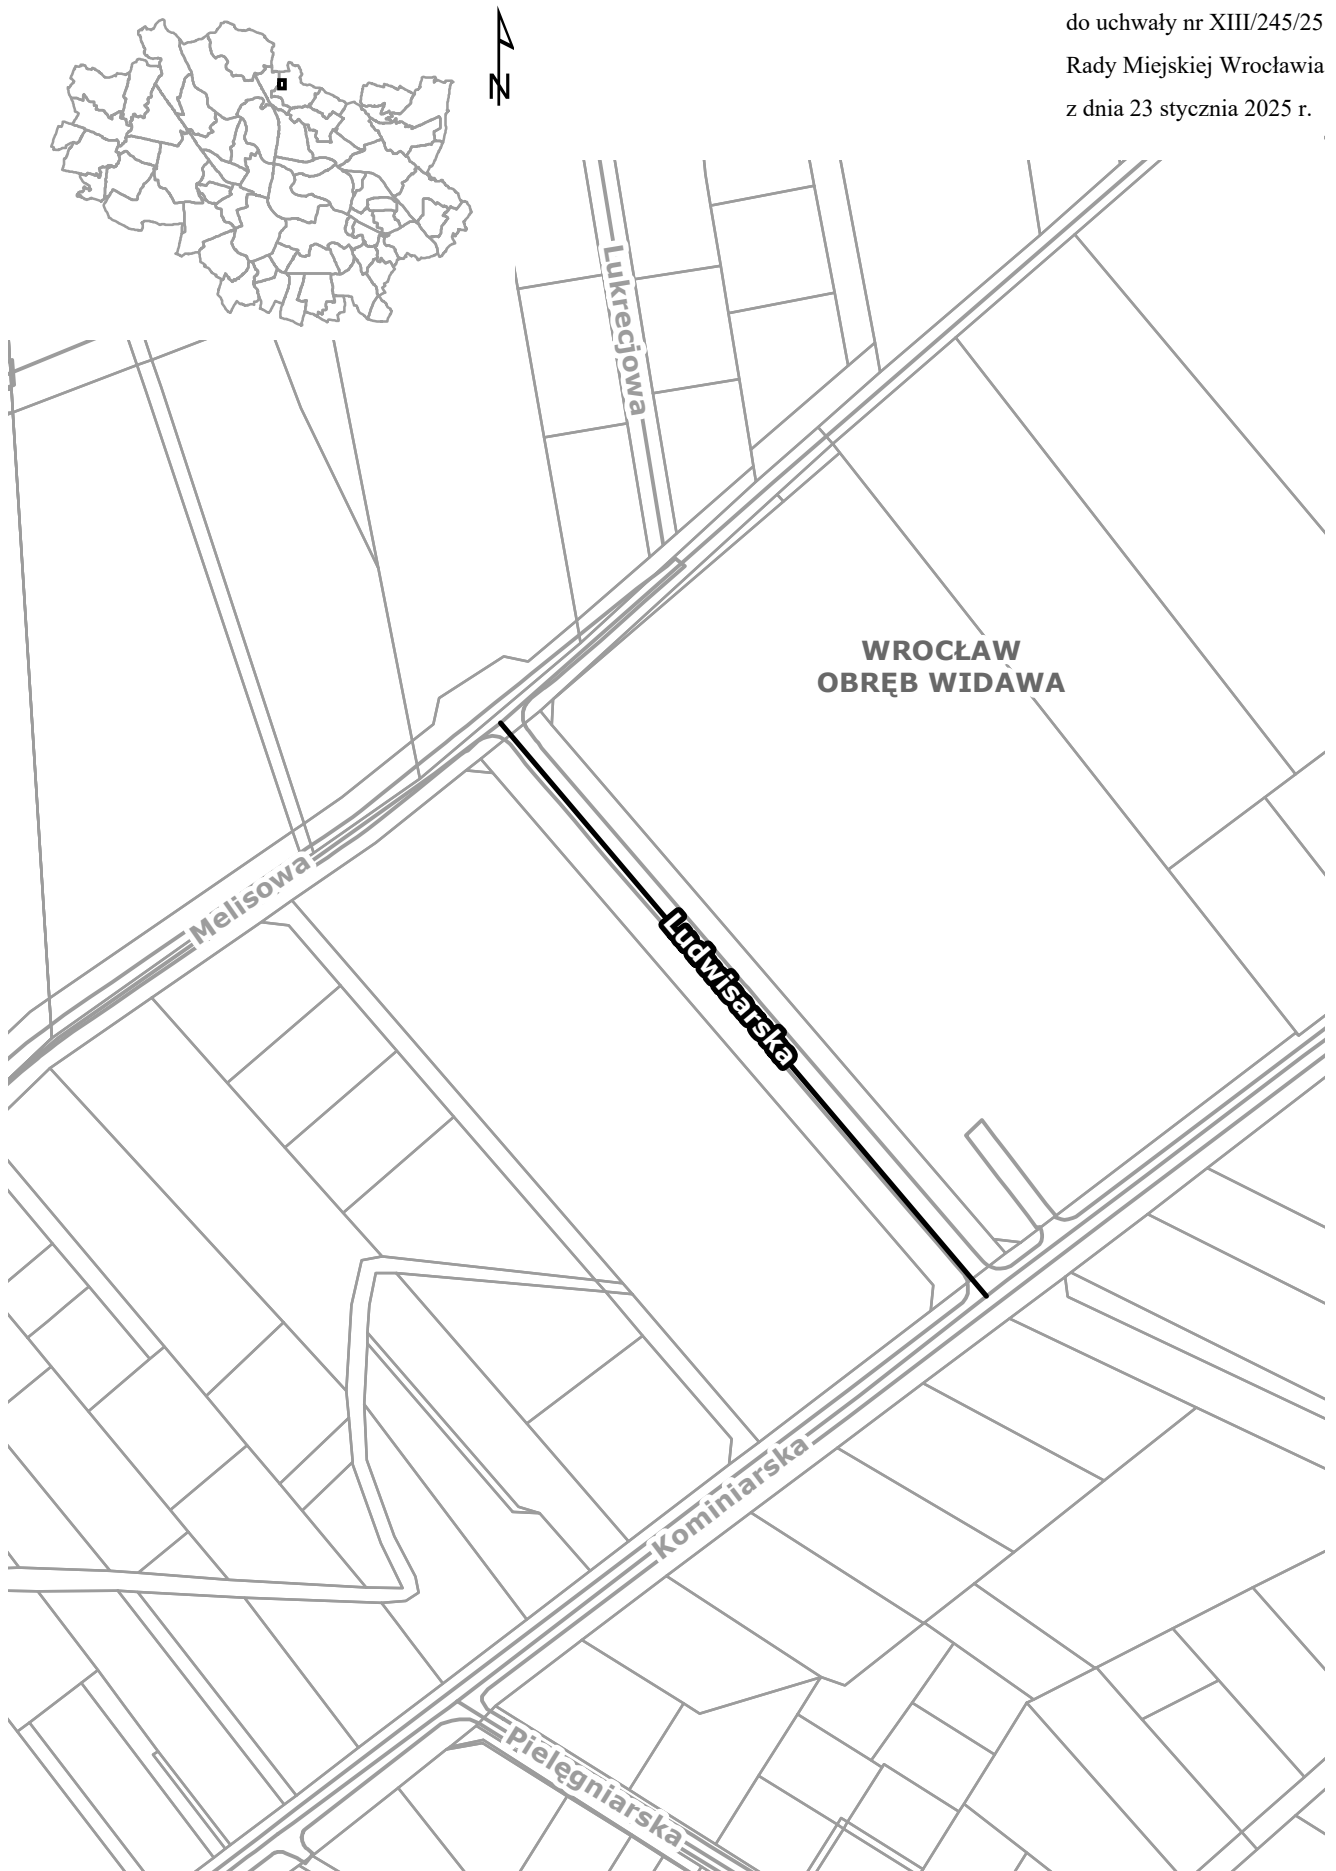 do uchwały nr XIII/245/25
Rady Miejskiej Wrocławia
z dnia 23 stycznia 2025 r.
N
Lukrecjowa
WROCŁAW
OBRĘB WIDAWA
Melisowa
Ludwisarska
Kominiarska
Pielęgniarska